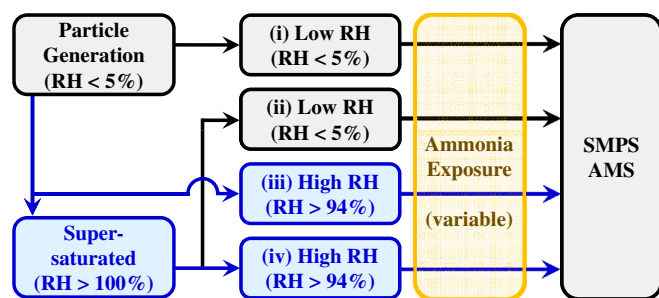 Particle
Generation
(RH < 5%)
(i) Low RH
(RH < 5%)
(ii) Low RH
(RH < 5%)
(iii) High RH
(RH > 94%)
Super-
saturated
(RH > 100%)
(iv) High RH
(RH > 94%)
Ammonia
Exposure
(variable)
SMPS
AMS